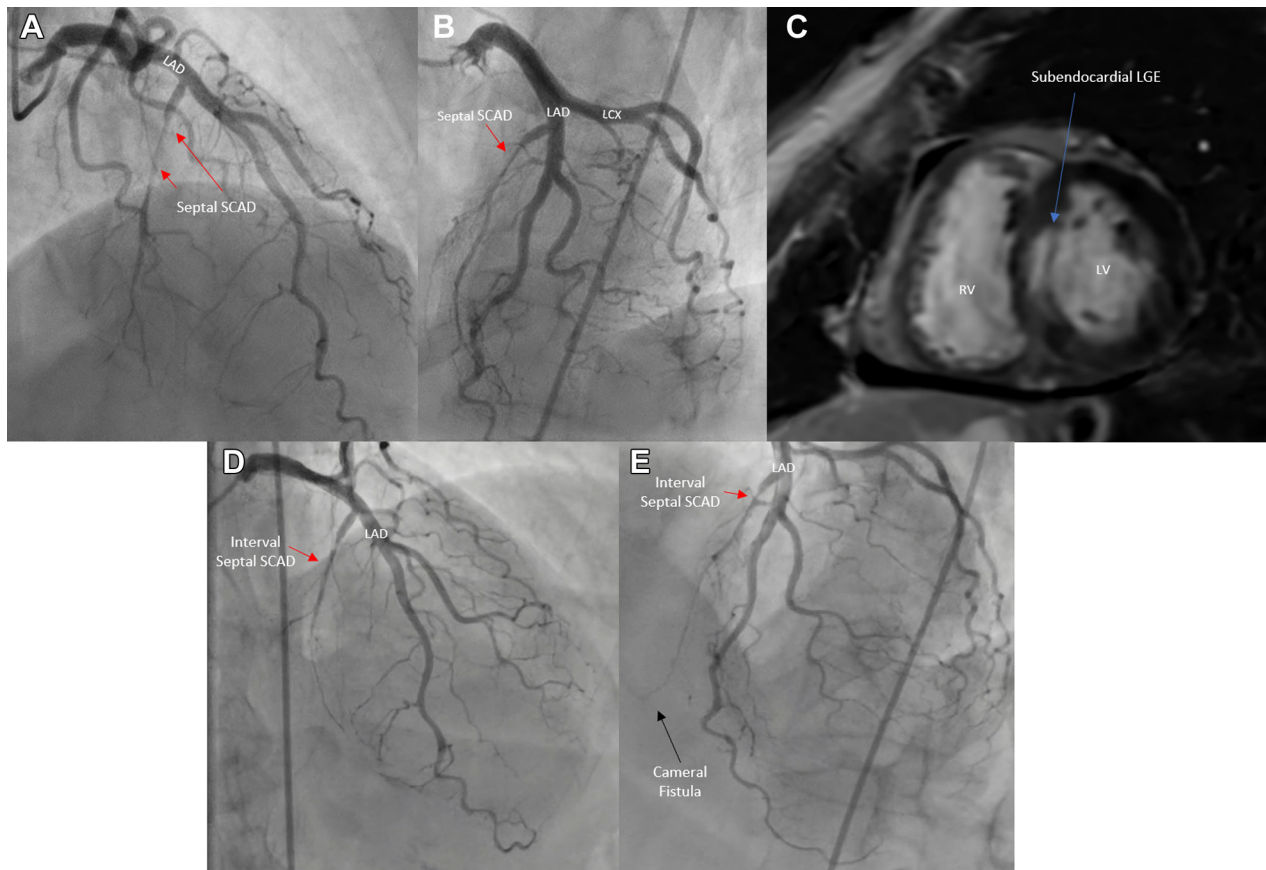 A
LAD
Septal SCAD
B
Septal SCAD
LAD
LCX
C
Subendocardial LGE
RV
LV
D
Interval
Septal SCAD
LAD
E
LAD
Interval
Septal SCAD
Cameral
Fistula